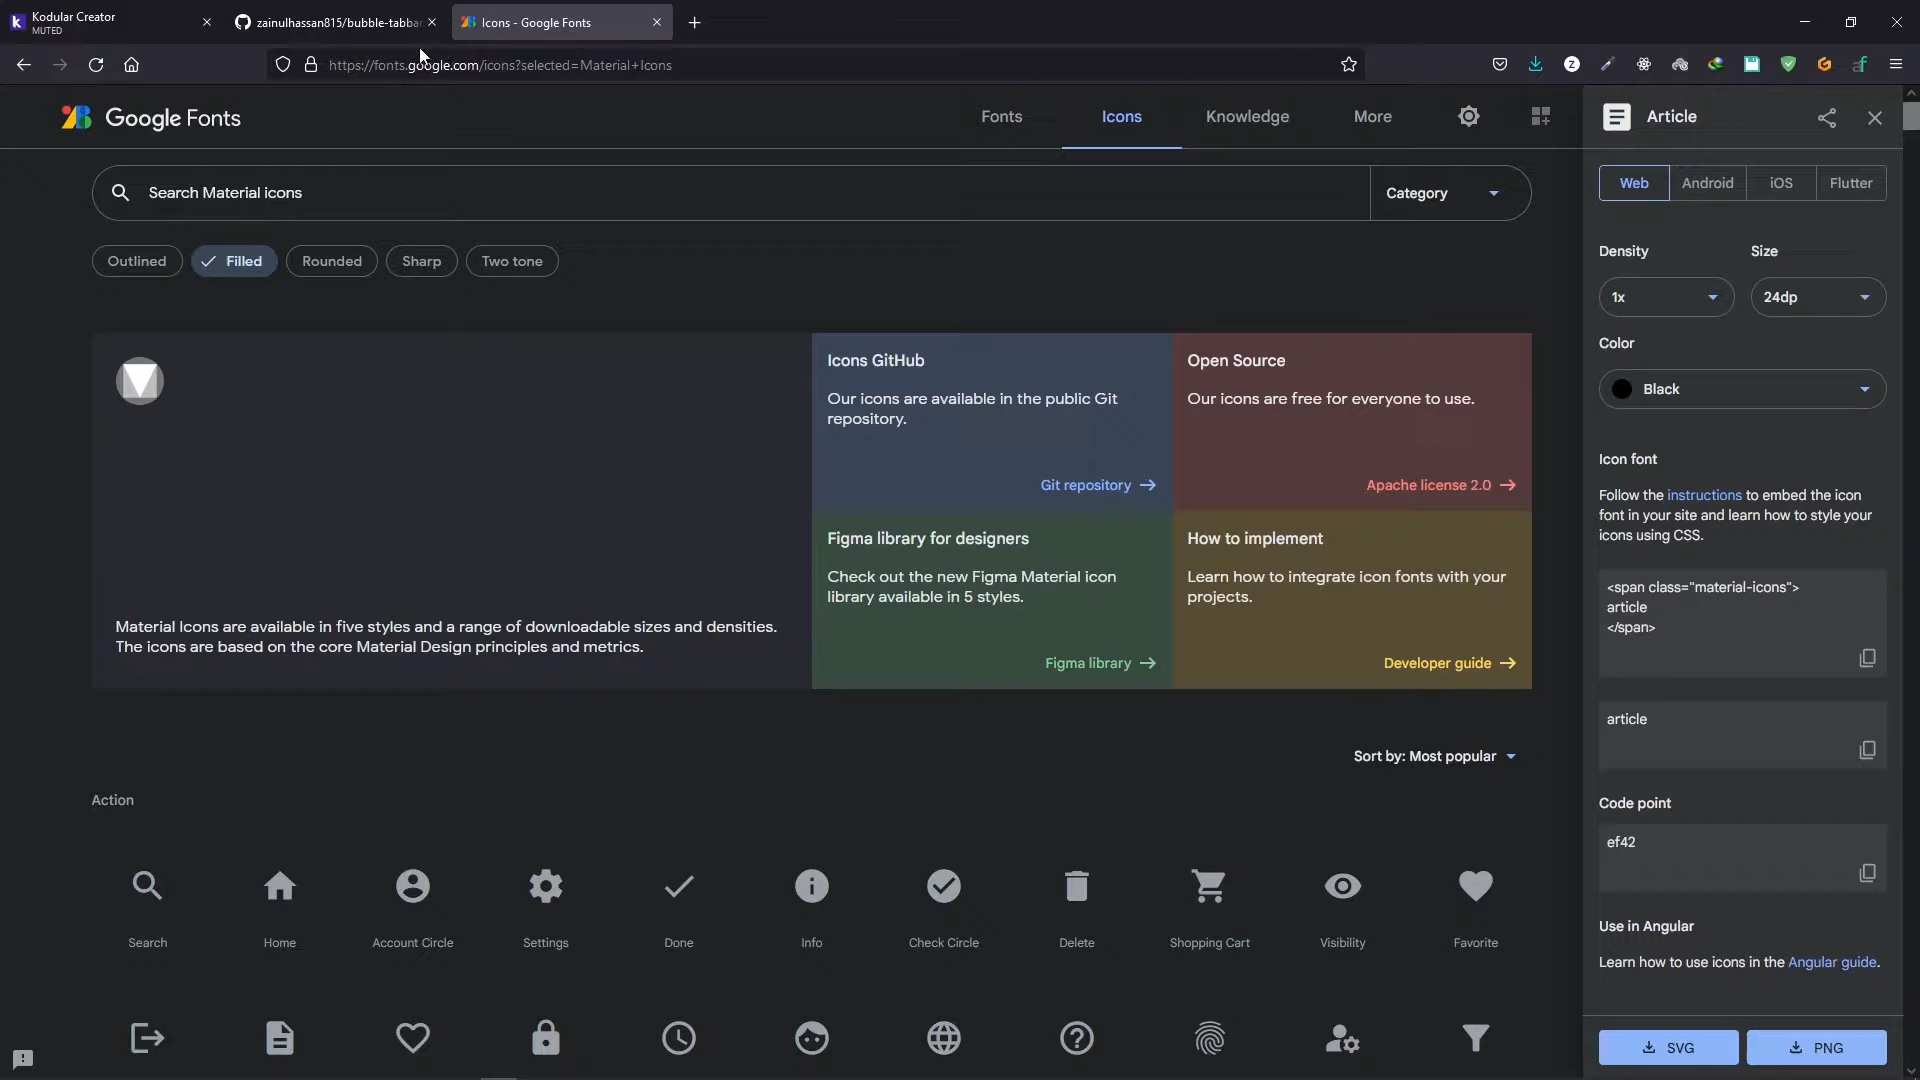 Kodular Creator
MUTED
zainulhassan815/bubble-tabbar
Icons - Google Fonts
https://fonts.google.com/icons?selected=Material+Icons
Google Fonts
Fonts
Icons
Knowledge
More
Article
Search Material icons
Category
Web
Android
iOS
Flutter
Outlined
Filled
Rounded
Sharp
Two tone
Density
Size
1x
24dp
Color
Black
Icons GitHub
Our icons are available in the public Git
repository.
Git repository
Open Source
Our icons are free for everyone to use.
Apache license 2.0
Figma library for designers
Check out the new Figma Material icon
library available in 5 styles.
Figma library
How to implement
Learn how to integrate icon fonts with your
projects.
Developer guide
Material Icons are available in five styles and a range of downloadable sizes and densities.
The icons are based on the core Material Design principles and metrics.
Icon font
Follow the instructions to embed the icon
font in your site and learn how to style your
icons using CSS.
<span class="material-icons">
article
</span>
article
Code point
ef42
Use in Angular
Learn how to use icons in the Angular guide.
SVG
PNG
Sort by: Most popular
Action
Search
Home
Account Circle
Settings
Done
Info
Check Circle
Delete
Shopping Cart
Visibility
Favorite